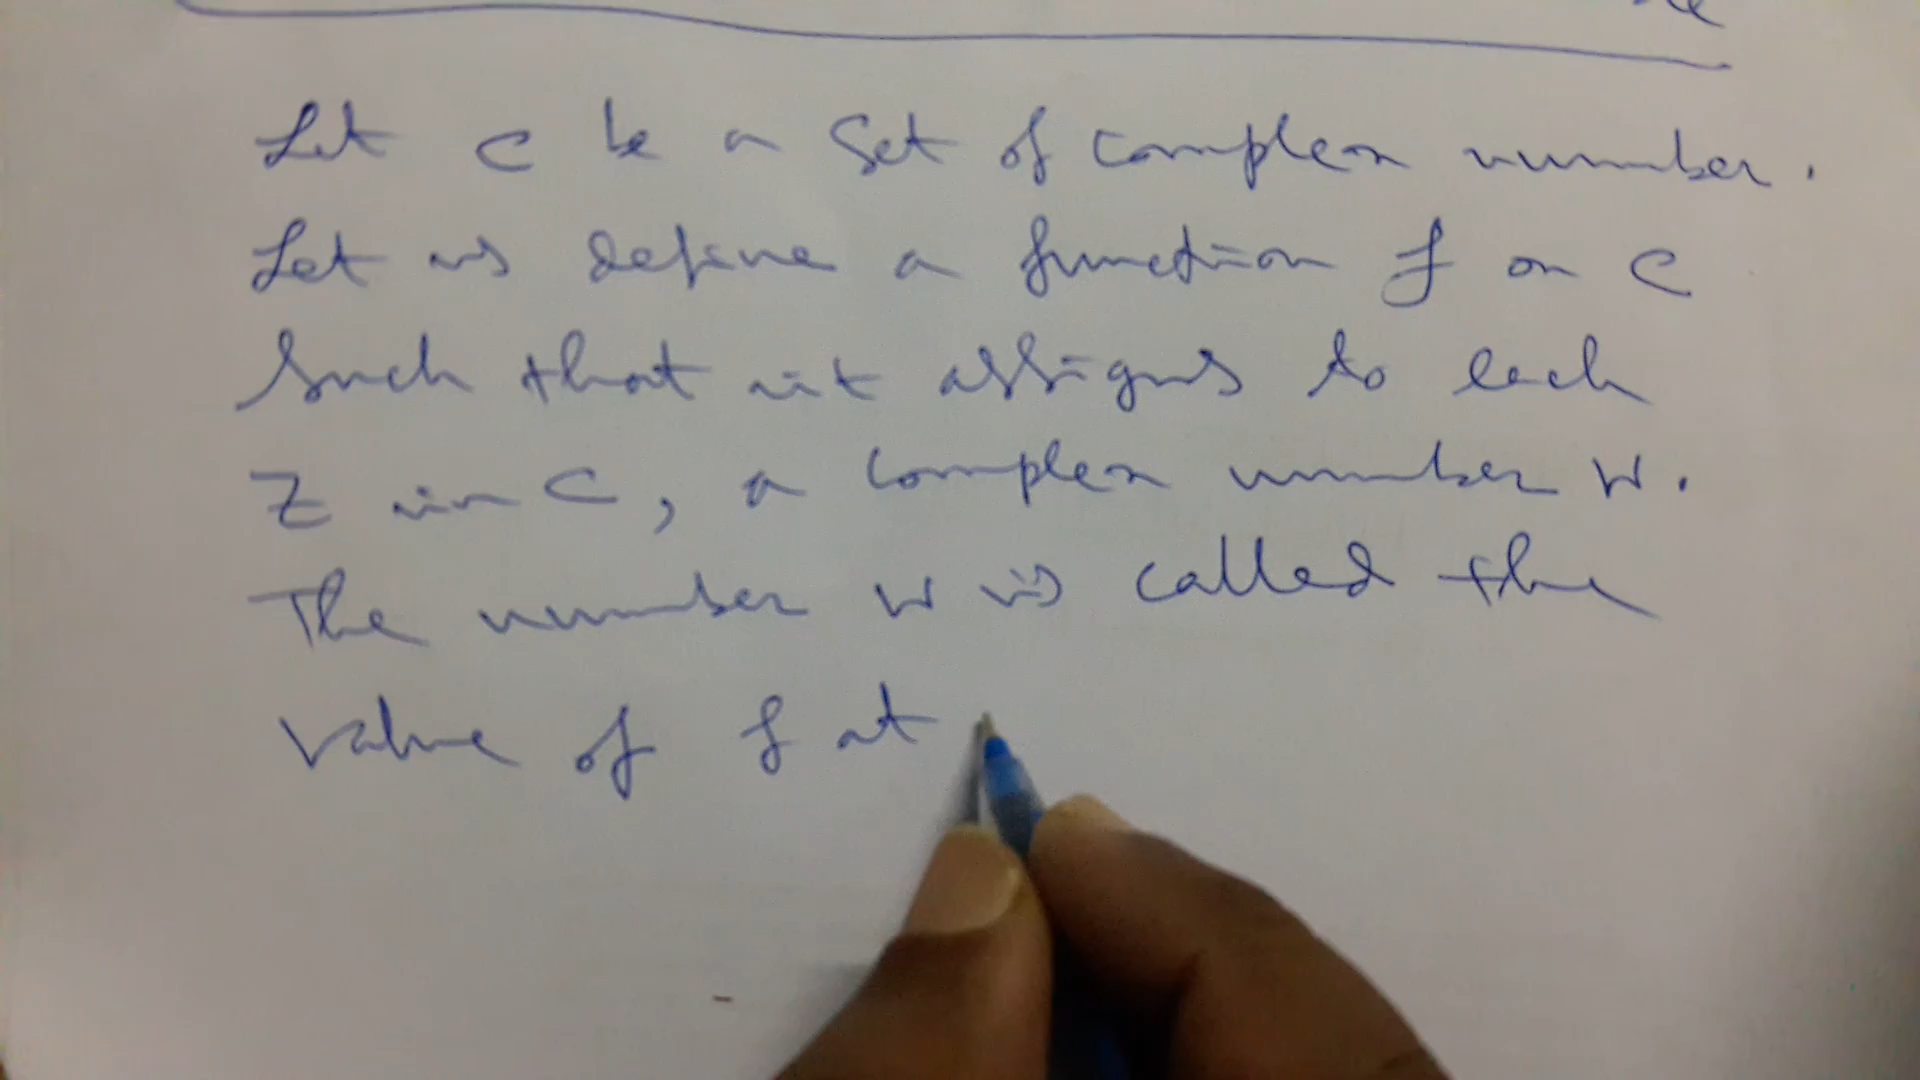 Let C be a set of complex number.
Let us define a function f on C
such that it assigns to each
Z in C, a complex number W.
The number W is called the
value of f at